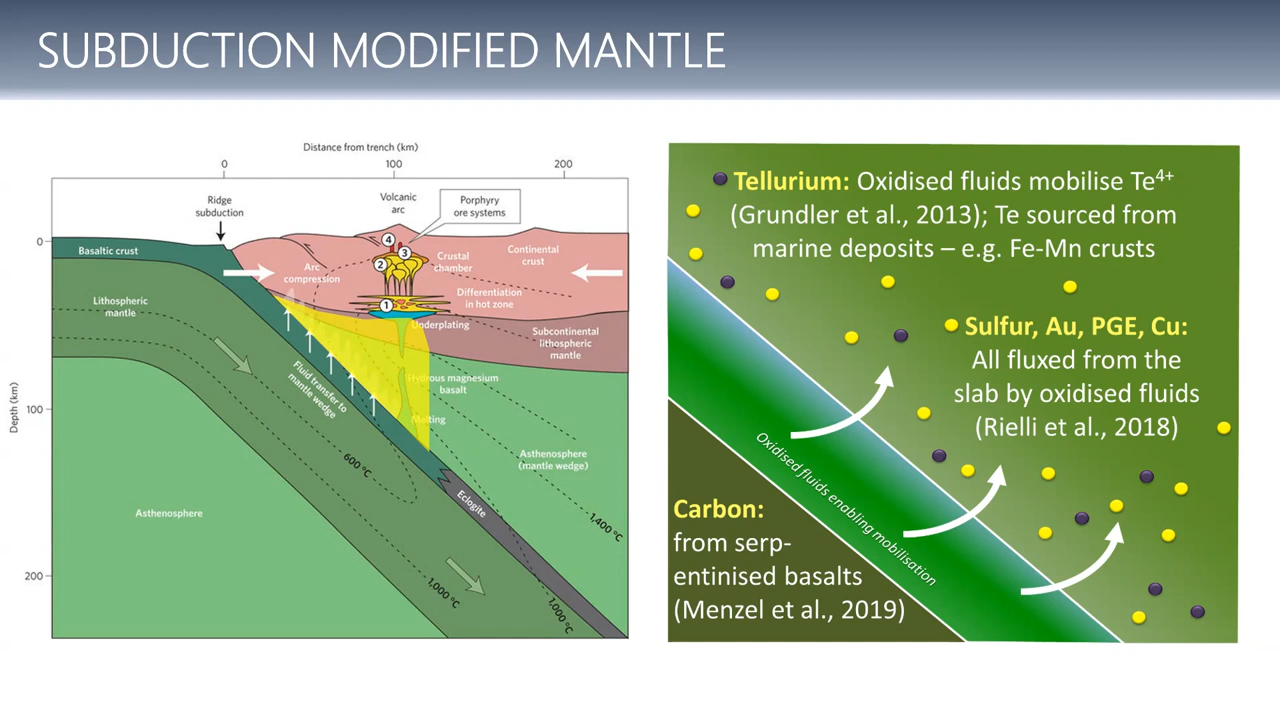 SUBDUCTION MODIFIED MANTLE
Distance from trench (km)
0
100
200
Ridge
subduction
Volcanic
arc
Porphyry
ore systems
0
Basaltic crust
Arc
compression
4
3
2
1
Crustal
chamber
Continental
crust
Differentiation
in hot zone
Lithospheric
mantle
Underplating
Subcontinental
lithospheric
mantle
Fluid transfer to
mantle wedge
Hydrous magnesium
basalt
Depth (km)
100
Melting
600 °C
Asthenosphere
(mantle wedge)
Asthenosphere
Eclogite
1,400 °C
200
1,000 °C
1,000 °C
Tellurium: Oxidised fluids mobilise Te⁴⁺
(Grundler et al., 2013); Te sourced from
marine deposits – e.g. Fe-Mn crusts
Sulfur, Au, PGE, Cu:
All fluxed from the
slab by oxidised fluids
(Rielli et al., 2018)
Oxidised fluids enabling mobilisation
Carbon:
from serp-
entinised basalts
(Menzel et al., 2019)